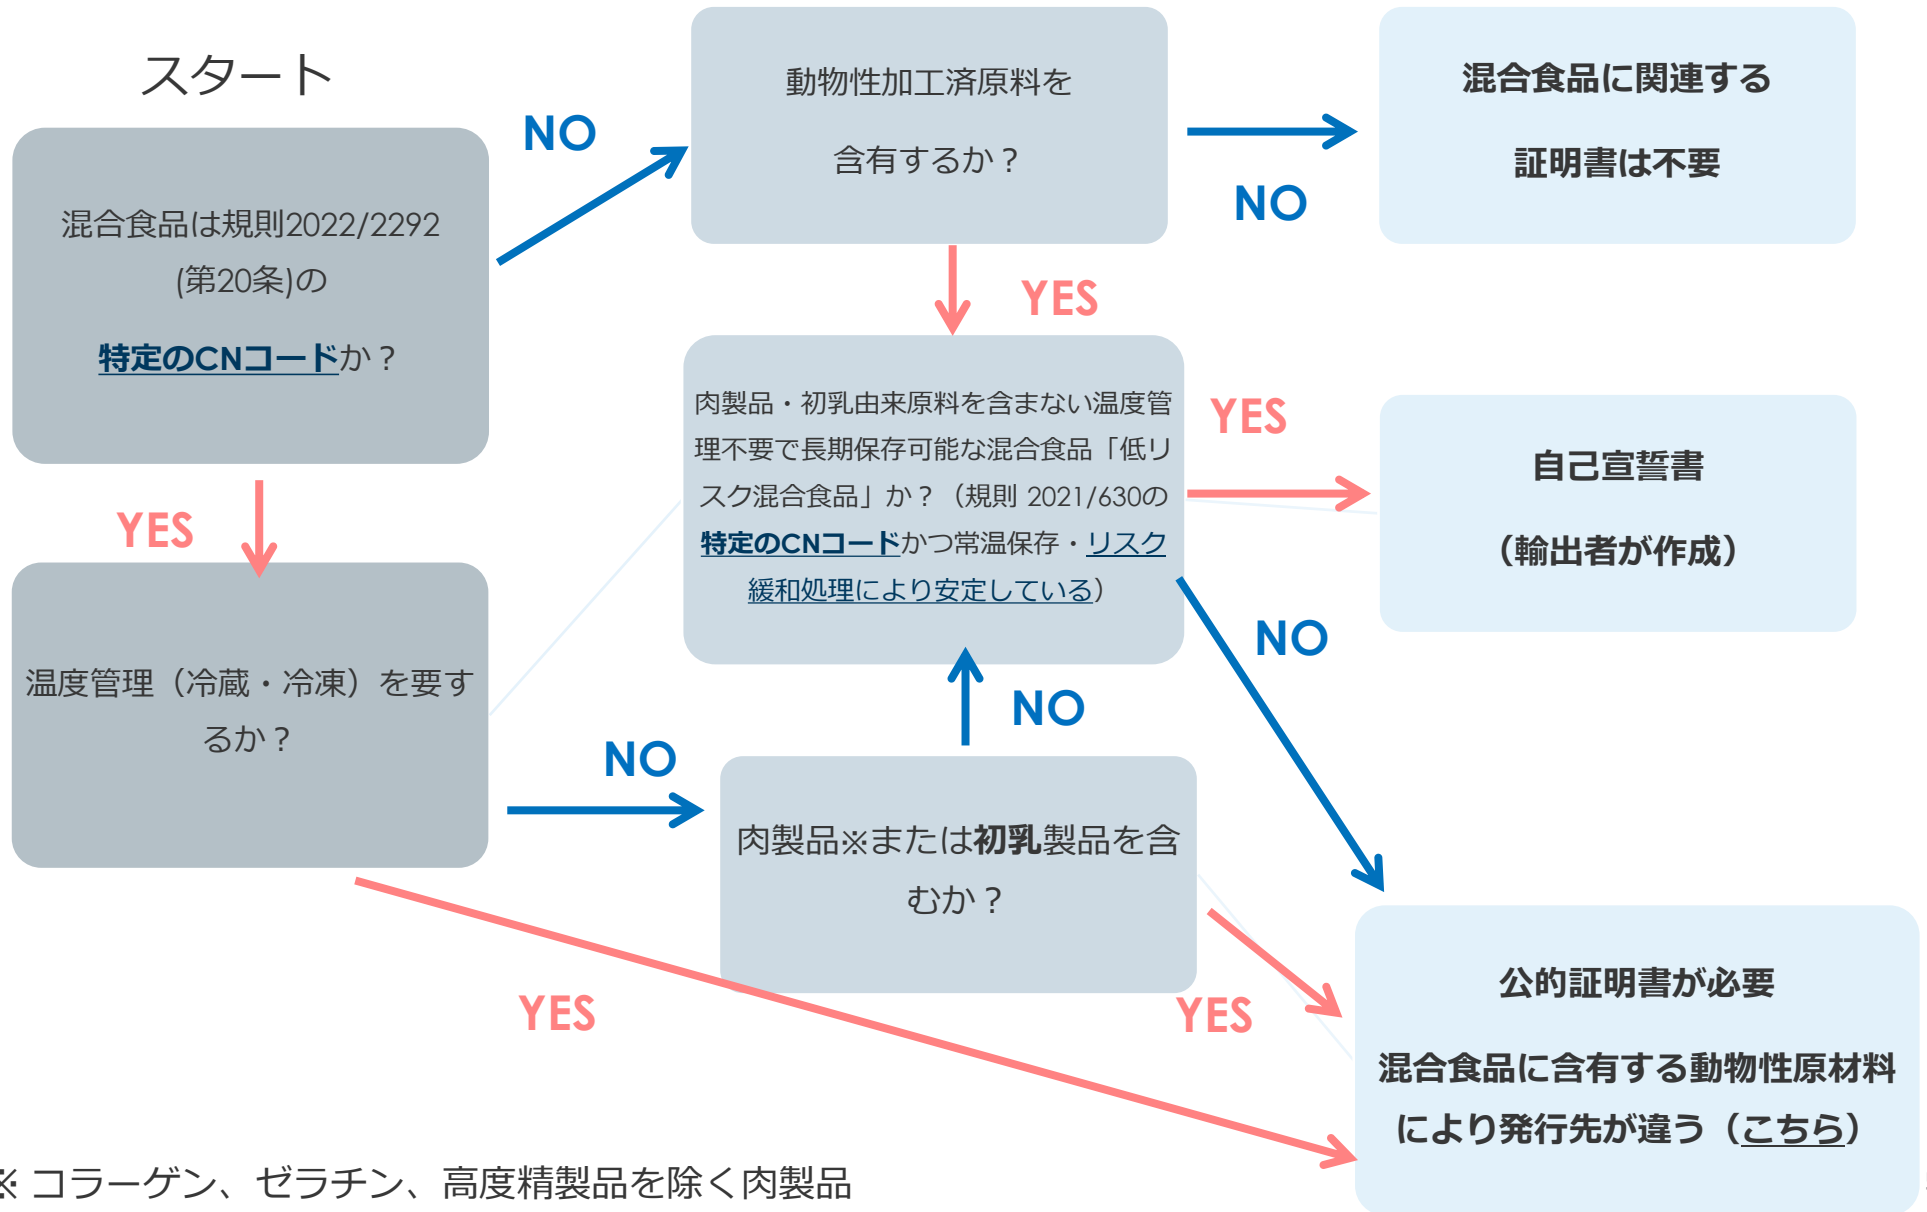 スタート
混合食品は規則2022/2292
(第20条)の
特定のCNコードか？
NO
動物性加工済原料を
含有するか？
NO
混合食品に関連する
証明書は不要
YES
YES
肉製品・初乳由来原料を含まない温度管
理不要で長期保存可能な混合食品「低リ
スク混合食品」か？（規則 2021/630の
特定のCNコードかつ常温保存・リスク
緩和処理により安定している）
YES
自己宣誓書
（輸出者が作成）
NO
温度管理（冷蔵・冷凍）を要す
るか？
NO
NO
肉製品※または初乳製品を含
むか？
YES
YES
公的証明書が必要
混合食品に含有する動物性原材料
により発行先が違う（こちら）
※ コラーゲン、ゼラチン、高度精製品を除く肉製品